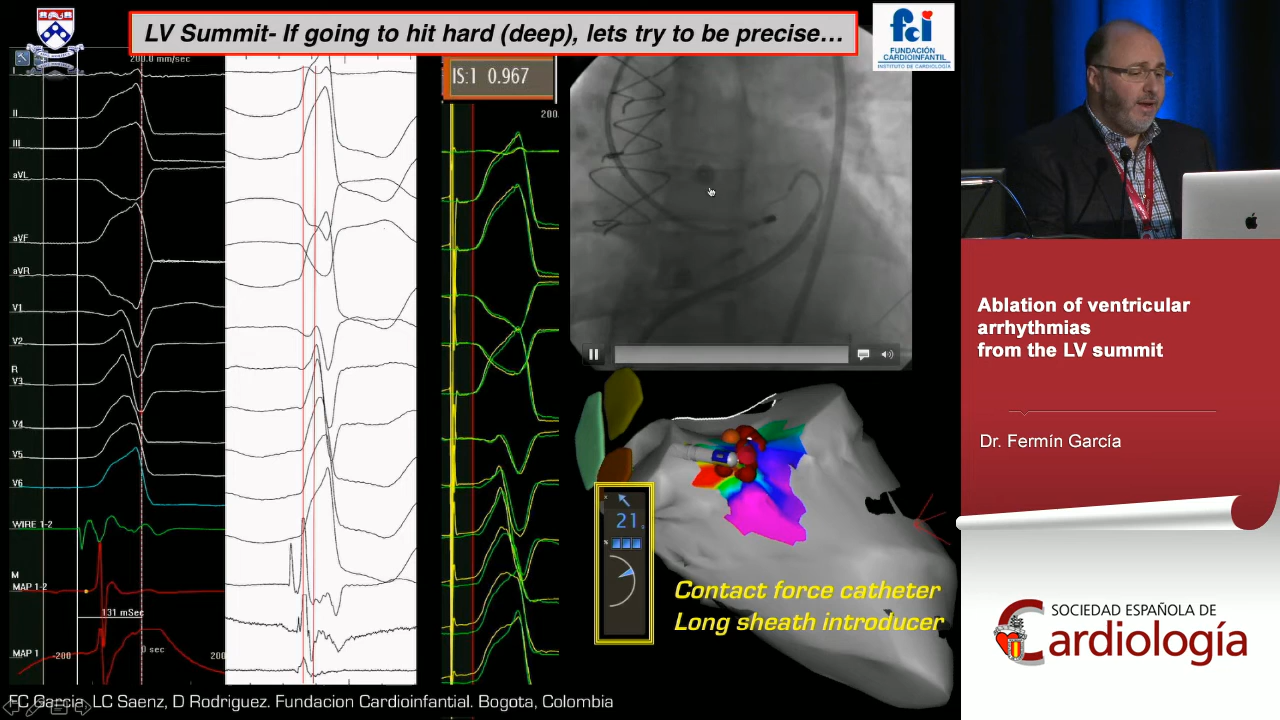 LV Summit- If going to hit hard (deep), lets try to be precise…
fci
FUNDACIÓN
CARDIOINFANTIL
INSTITUTO DE CARDIOLOGÍA
200.0 mm/sec
I
II
III
aVL
aVF
aVR
V1
V2
R
V3
V4
V5
V6
WIRE 1-2
M
MAP 1-2
131 mSec
MAP 1
-200
0 sec
200
IS:1 0.967
200.
21
Contact force catheter
Long sheath introducer
FC Garcia, LC Saenz, D Rodriguez. Fundacion Cardioinfantil. Bogota, Colombia
Ablation of ventricular
arrhythmias
from the LV summit
Dr. Fermín García
SOCIEDAD ESPAÑOLA DE
Cardiología